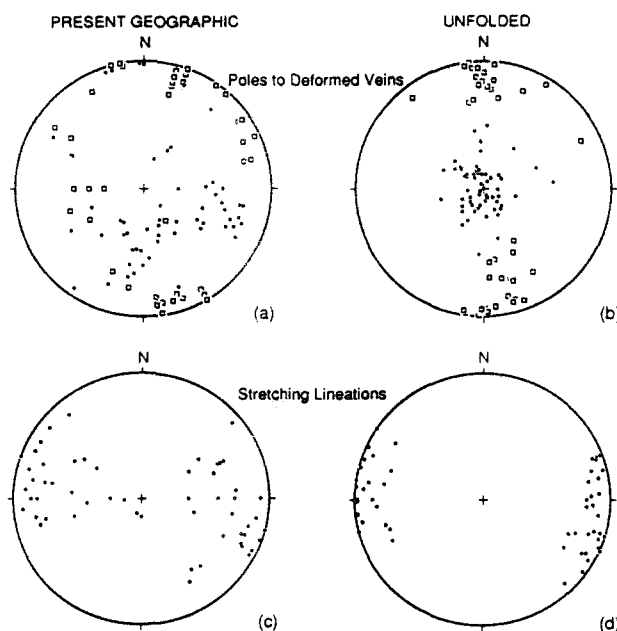 PRESENT GEOGRAPHIC
UNFOLDED
N
N
Poles to Deformed Veins
(a)
(b)
N
N
Stretching Lineations
(c)
(d)